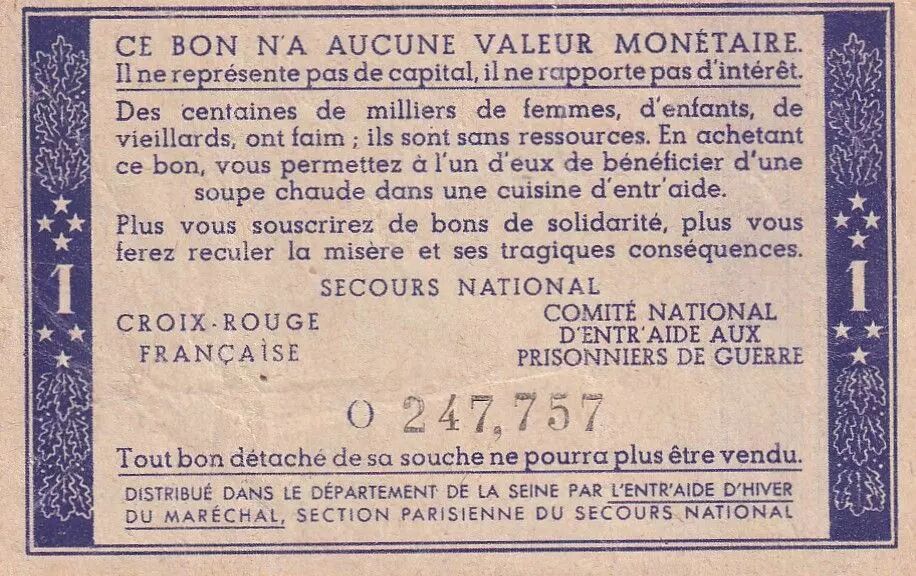 CE BON N'A AUCUNE VALEUR MONÉTAIRE.
Il ne représente pas de capital, il ne rapporte pas d'intérêt.
Des centaines de milliers de femmes, d'enfants, de
vieillards, ont faim ; ils sont sans ressources. En achetant
ce bon, vous permettez à l'un d'eux de bénéficier d'une
soupe chaude dans une cuisine d'entr'aide.
Plus vous souscrirez de bons de solidarité, plus vous
ferez reculer la misère et ses tragiques conséquences.
1
1
SECOURS NATIONAL
CROIX-ROUGE
FRANÇAISE
COMITÉ NATIONAL
D'ENTR'AIDE AUX
PRISONNIERS DE GUERRE
O 247,757
Tout bon détaché de sa souche ne pourra plus être vendu.
DISTRIBUÉ DANS LE DÉPARTEMENT DE LA SEINE PAR L'ENTR'AIDE D'HIVER
DU MARÉCHAL, SECTION PARISIENNE DU SECOURS NATIONAL